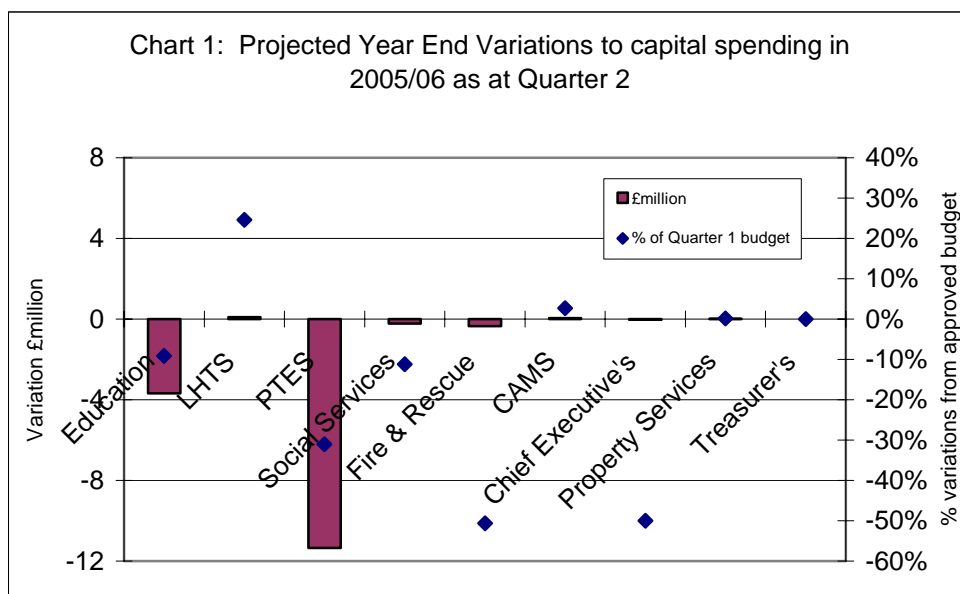 Chart 1:  Projected Year End Variations to capital spending in
2005/06 as at Quarter 2
8
4
0
-4
-8
-12
Variation £million
40%
30%
20%
10%
0%
-10%
-20%
-30%
-40%
-50%
-60%
% variations from approved budget
£million
% of Quarter 1 budget
Education
LHTS
PTES
Social Services
Fire & Rescue
CAMS
Chief Executive's
Property Services
Treasurer's